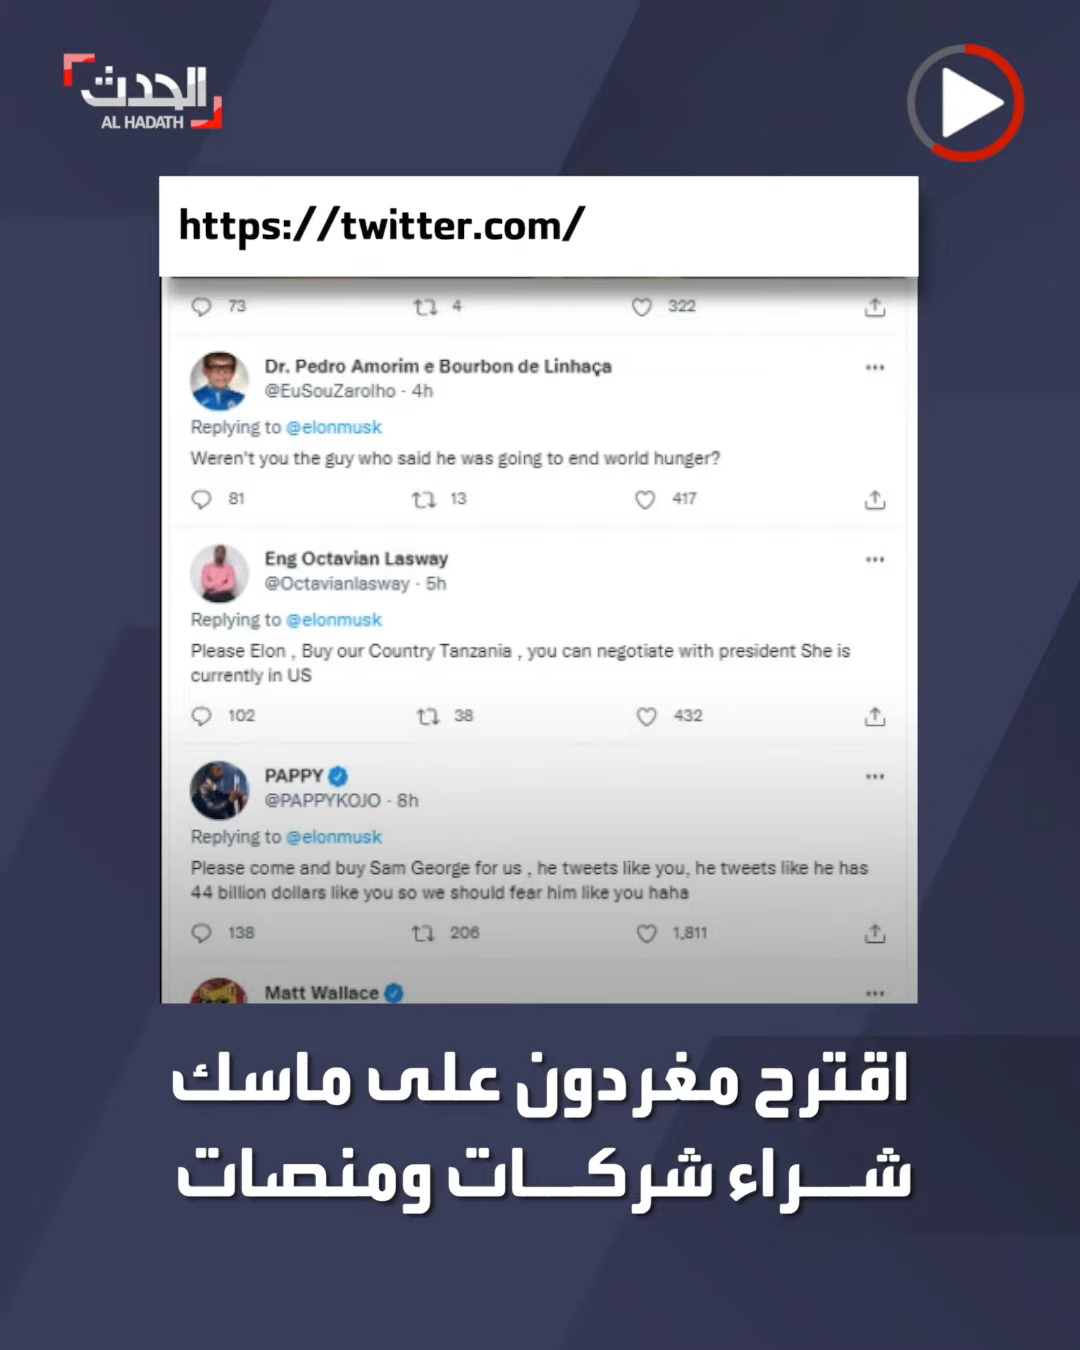 الحدث
AL HADATH
https://twitter.com/
73 4 322
Dr. Pedro Amorim e Bourbon de Linhaça
@EuSouZarolho · 4h
Replying to @elonmusk
Weren't you the guy who said he was going to end world hunger?
81 13 417
Eng Octavian Lasway
@Octavianlasway · 5h
Replying to @elonmusk
Please Elon , Buy our Country Tanzania , you can negotiate with president She is
currently in US
102 38 432
PAPPY
@PAPPYKOJO · 8h
Replying to @elonmusk
Please come and buy Sam George for us , he tweets like you, he tweets like he has
44 billion dollars like you so we should fear him like you haha
138 206 1,811
Matt Wallace
اقترح مغردون على ماسك
شـــراء شركـــات ومنصات